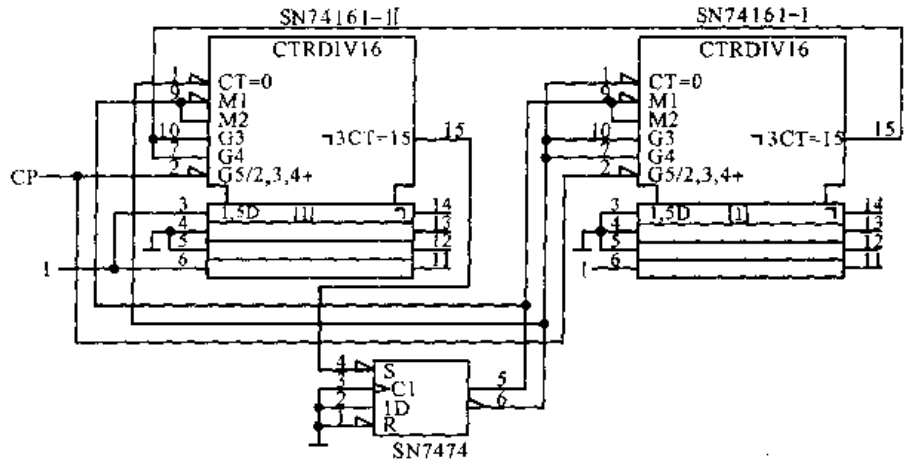 SN74161-II SN74161-I
CTRDIV16 CTRDIV16
1 CT=0 1 CT=0
9 M1 9 M1
M2 M2
10 G3 10 G3
7 G4 7 G4
¬3CT=15 15 ¬3CT=15 15
CP 2 G5/2,3,4+ 2 G5/2,3,4+
3 1,5D [1] ¬ 14 3 1,5D [1] ¬ 14
4 13 4 13
5 12 5 12
1 6 11 1 6 11
4 S
3 C1 5
2 1D 6
1 R
SN7474